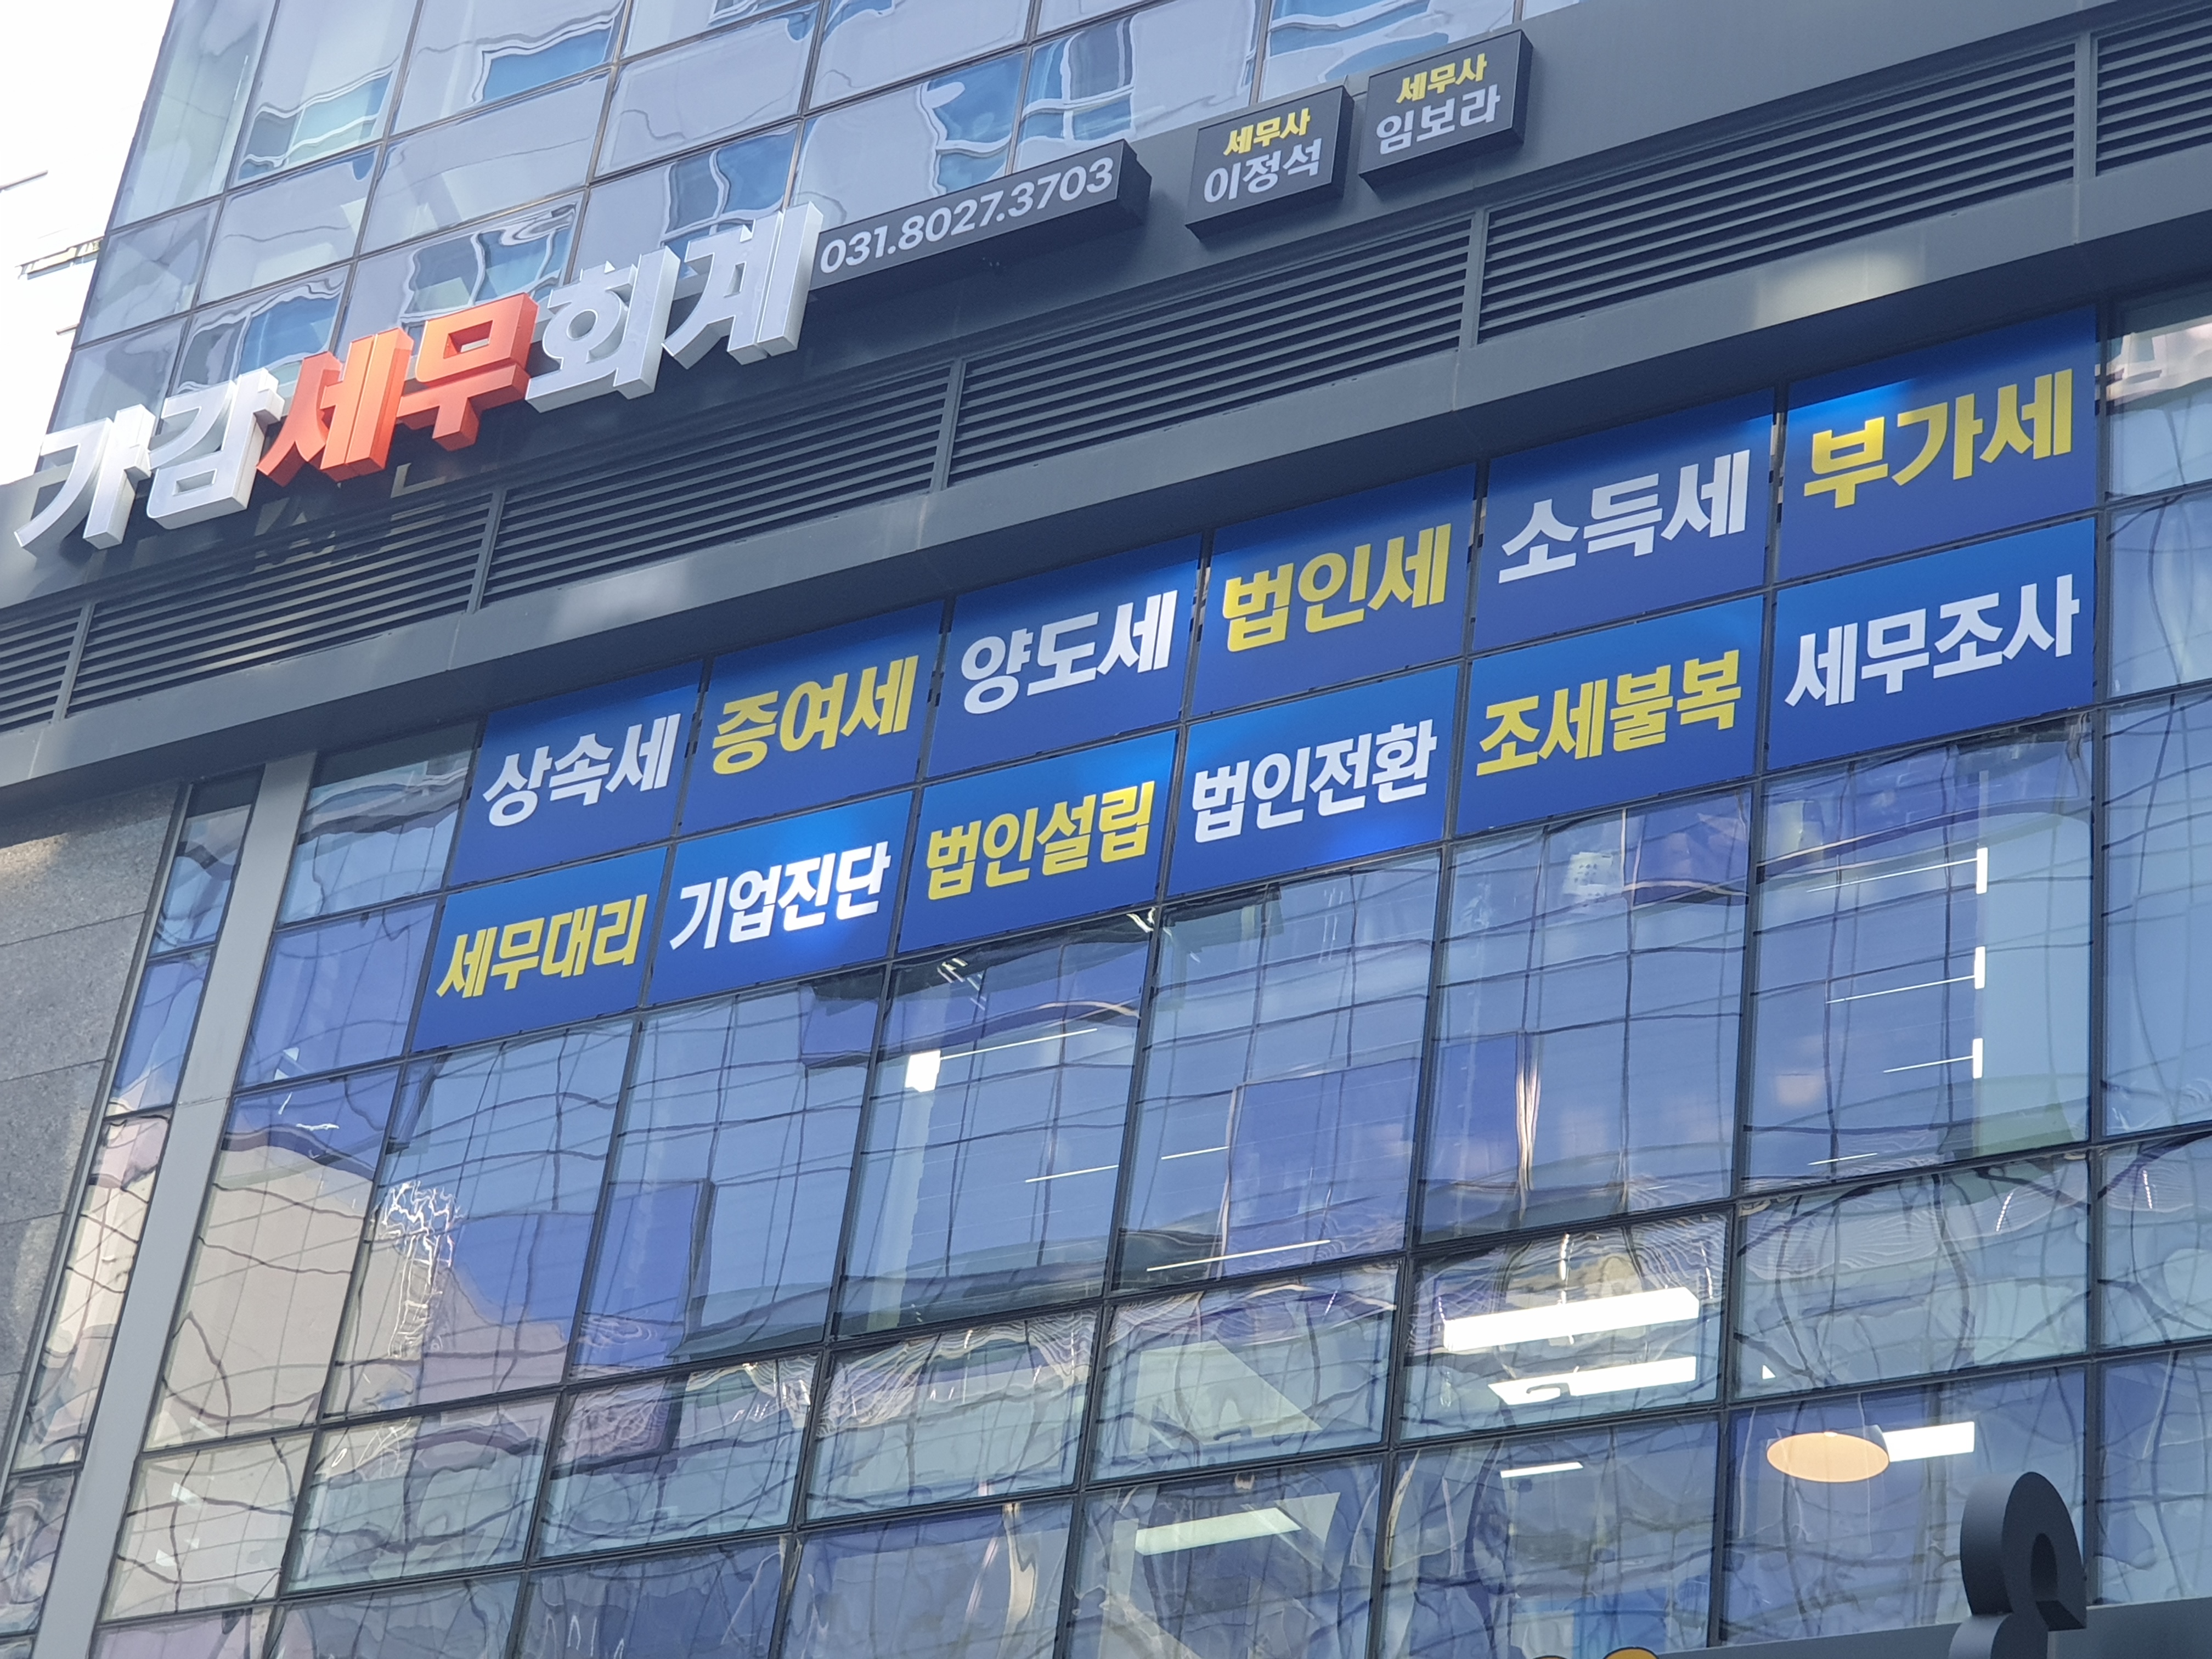 가감세무회계 031.8027.3703
세무사
이정석
세무사
임보라
상속세 증여세 양도세 법인세 소득세 부가세
세무대리 기업진단 법인설립 법인전환 조세불복 세무조사